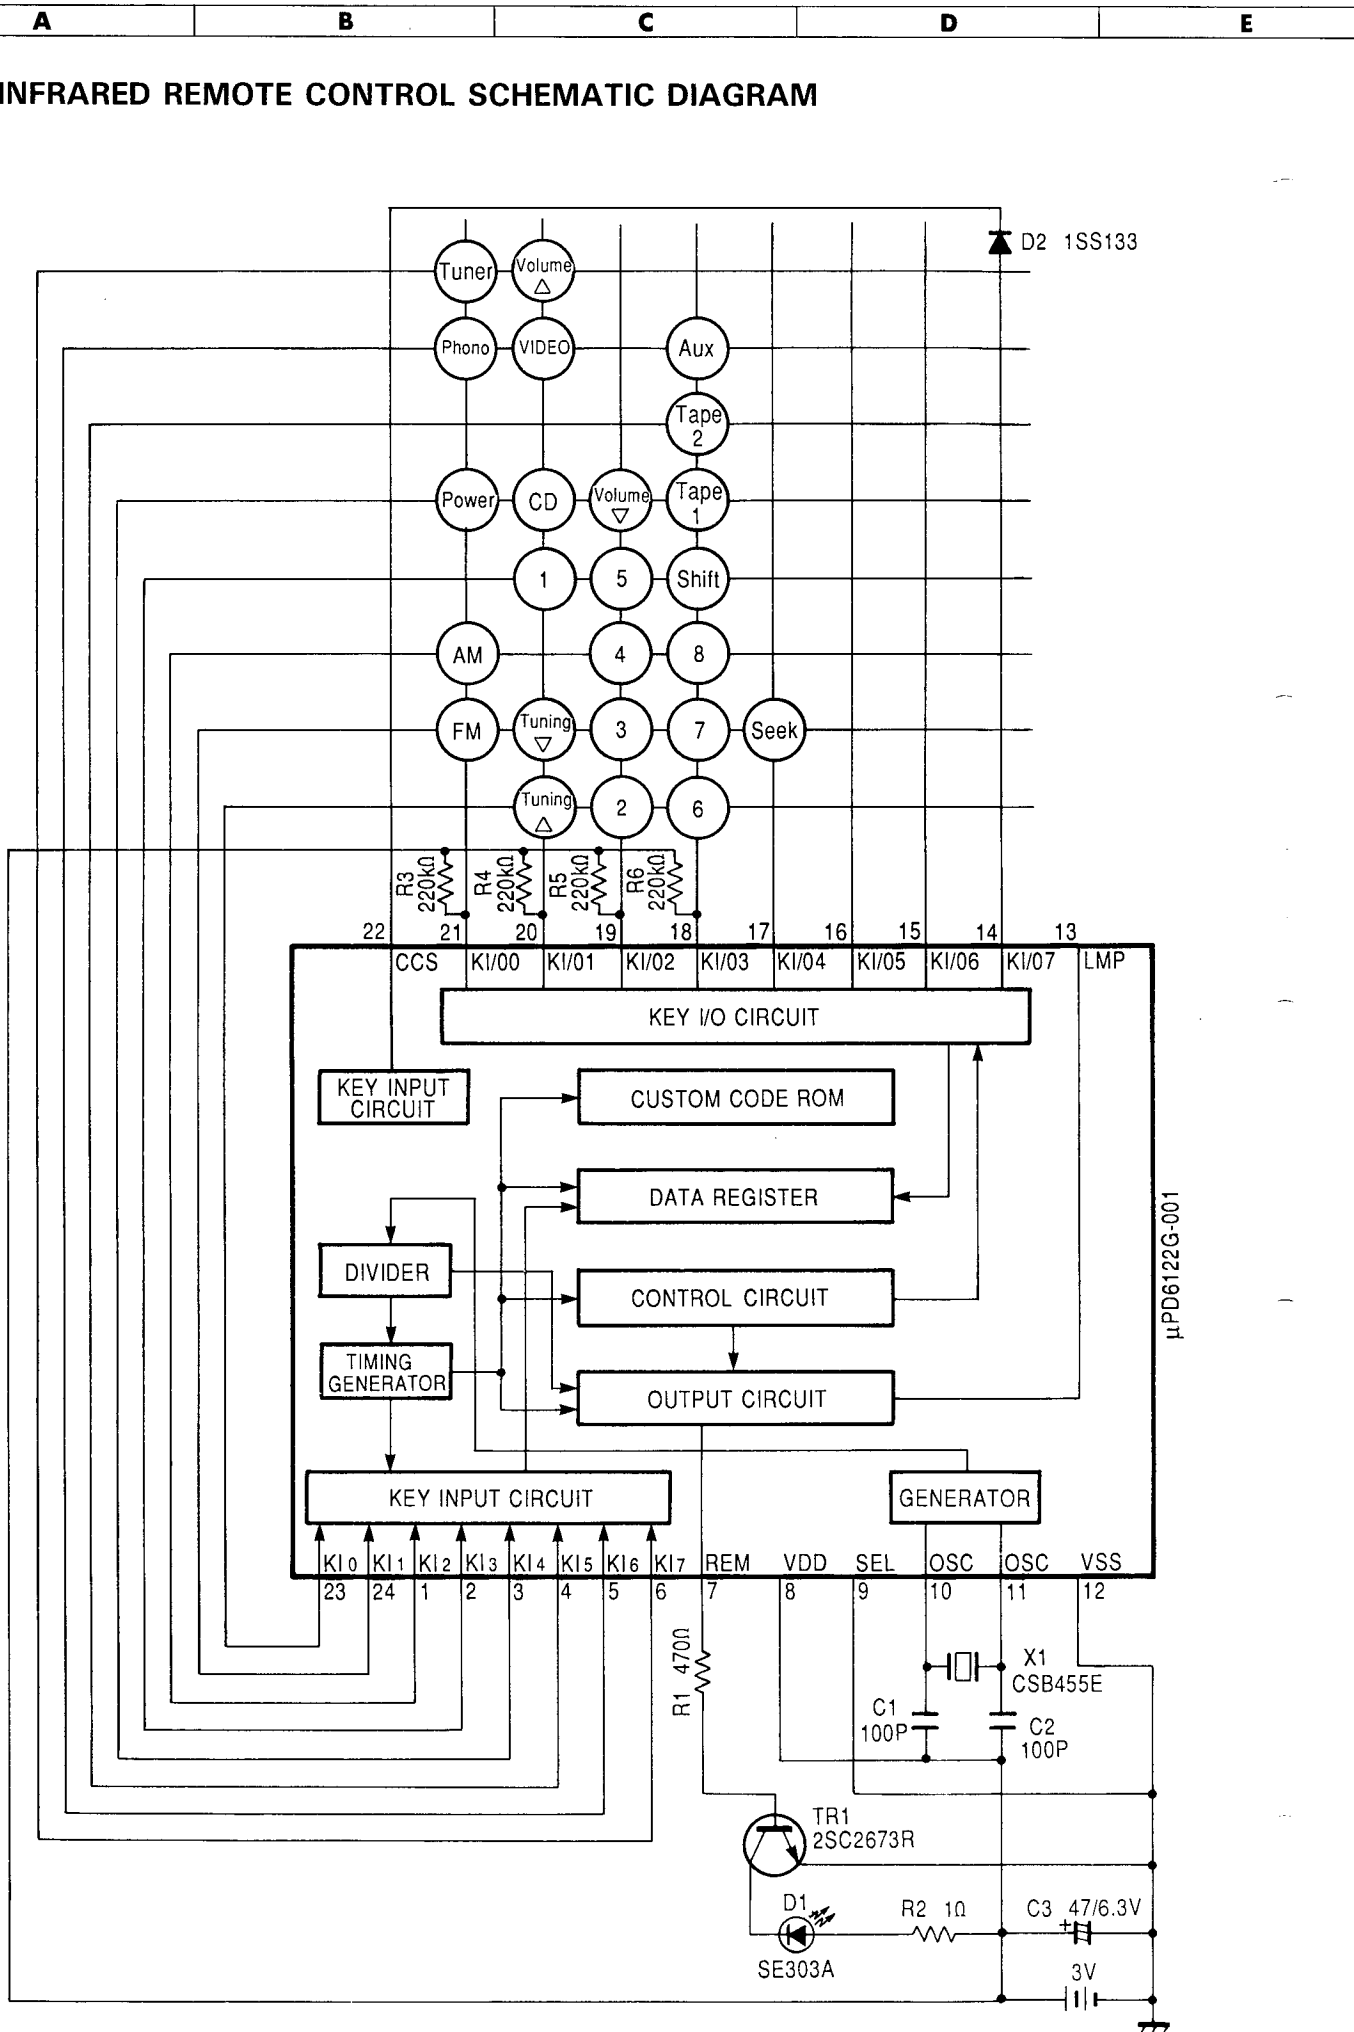 A B C D E
INFRARED REMOTE CONTROL SCHEMATIC DIAGRAM
D2 1SS133
Tuner
Volume
△
Phono
VIDEO
Aux
Tape
2
Power
CD
Volume
▽
Tape
1
1
5
Shift
AM
4
8
FM
Tuning
▽
3
7
Seek
Tuning
△
2
6
R3
220kΩ
R4
220kΩ
R5
220kΩ
R6
220kΩ
22 21 20 19 18 17 16 15 14 13
CCS KI/00 KI/01 KI/02 KI/03 KI/04 KI/05 KI/06 KI/07 LMP
KEY I/O CIRCUIT
KEY INPUT
CIRCUIT
CUSTOM CODE ROM
DATA REGISTER
DIVIDER
CONTROL CIRCUIT
TIMING
GENERATOR
OUTPUT CIRCUIT
μPD6122G-001
KEY INPUT CIRCUIT
GENERATOR
KI0 KI1 KI2 KI3 KI4 KI5 KI6 KI7 REM VDD SEL OSC OSC VSS
23 24 1 2 3 4 5 6 7 8 9 10 11 12
R1 470Ω
X1
CSB455E
C1
100P
C2
100P
TR1
2SC2673R
D1
SE303A
R2 1Ω
C3 47/6.3V
+
3V